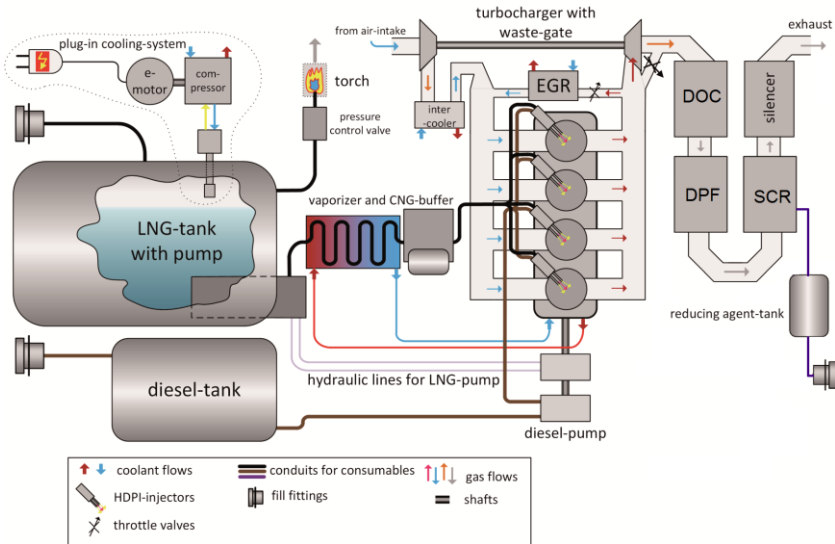 plug-in cooling-system
e-
motor
com-
pressor
torch
pressure
control valve
from air-intake
turbocharger with
waste-gate
exhaust
inter
-cooler
EGR
DOC
silencer
DPF
SCR
LNG-tank
with pump
vaporizer and CNG-buffer
reducing agent-tank
diesel-tank
hydraulic lines for LNG-pump
diesel-pump
coolant flows
conduits for consumables
gas flows
HDPI-injectors
fill fittings
shafts
throttle valves